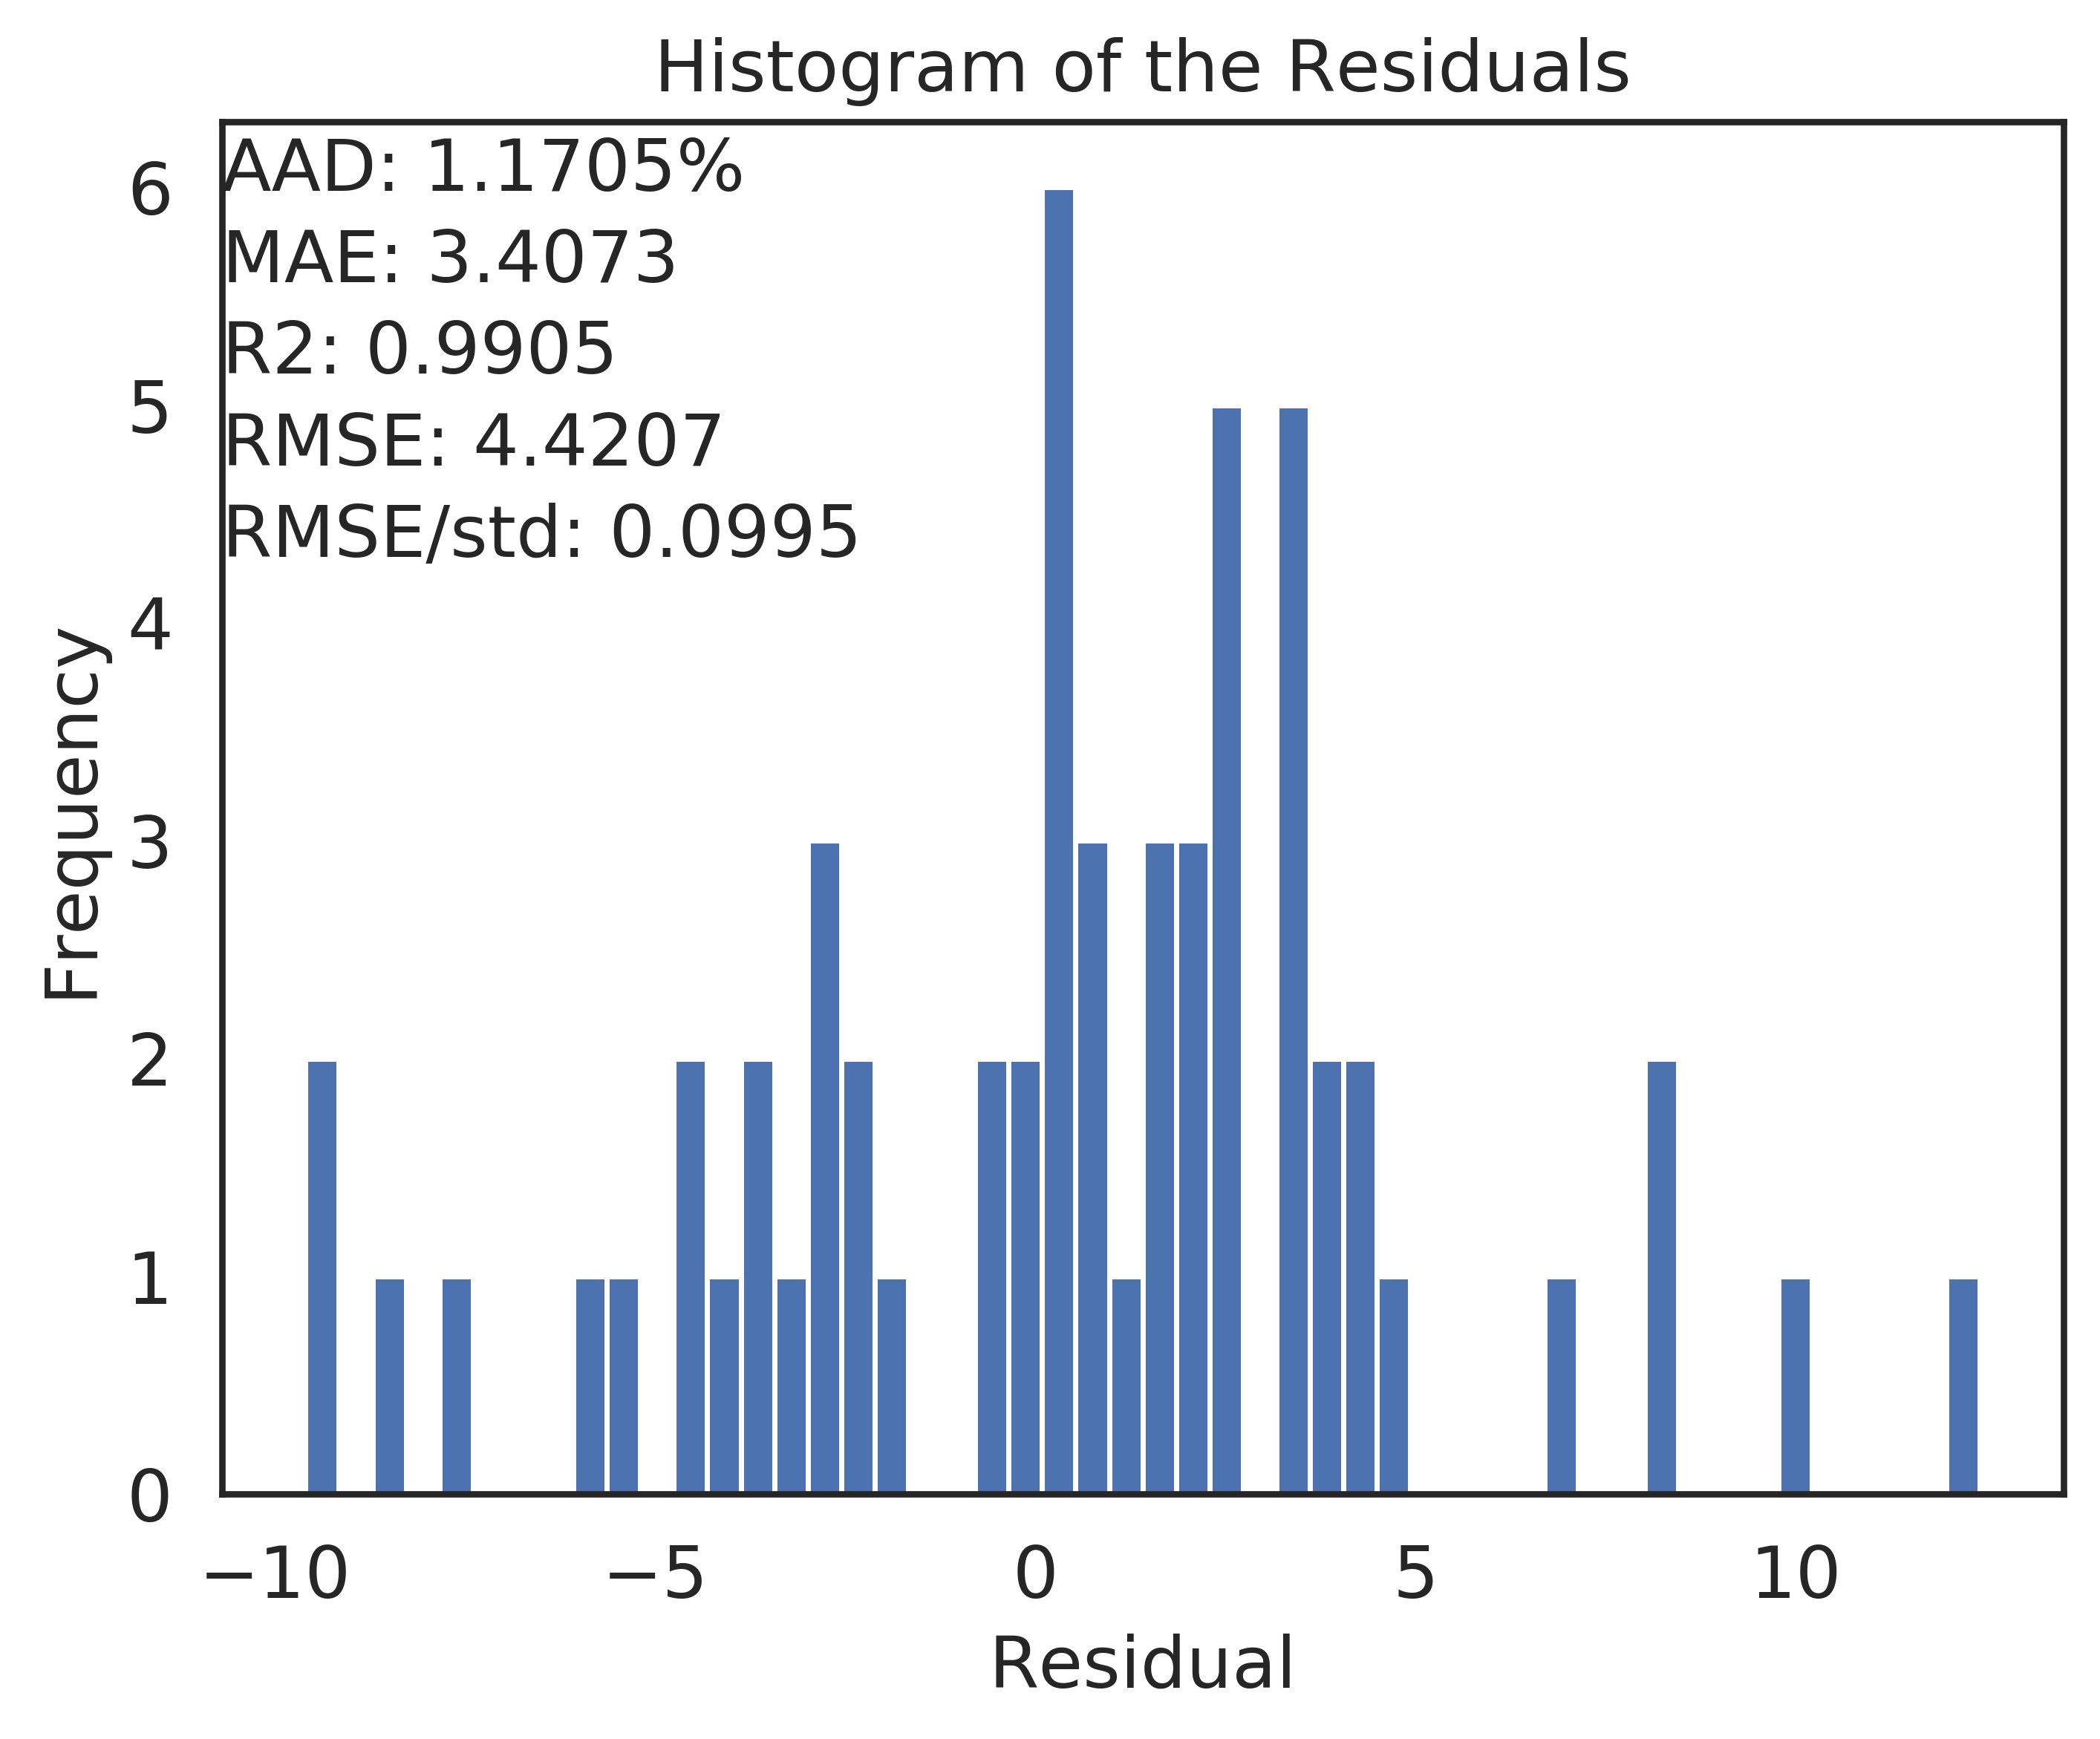 Histogram of the Residuals
AAD: 1.1705%
MAE: 3.4073
R2: 0.9905
RMSE: 4.4207
RMSE/std: 0.0995
6
5
4
3
2
1
0
Frequency
−10 −5 0 5 10
Residual